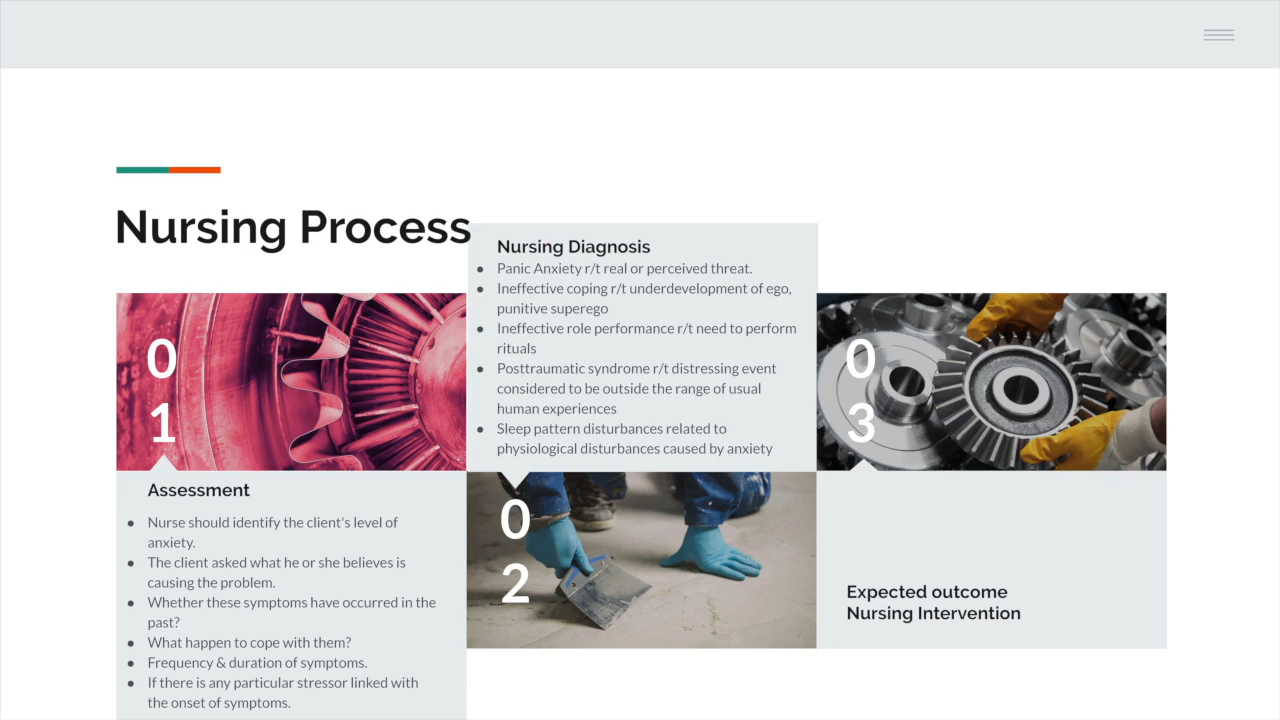 Nursing Process
0
1
Assessment
● Nurse should identify the client's level of
anxiety.
● The client asked what he or she believes is
causing the problem.
● Whether these symptoms have occurred in the
past?
● What happen to cope with them?
● Frequency & duration of symptoms.
● If there is any particular stressor linked with
the onset of symptoms.
Nursing Diagnosis
● Panic Anxiety r/t real or perceived threat.
● Ineffective coping r/t underdevelopment of ego,
punitive superego
● Ineffective role performance r/t need to perform
rituals
● Posttraumatic syndrome r/t distressing event
considered to be outside the range of usual
human experiences
● Sleep pattern disturbances related to
physiological disturbances caused by anxiety
0
2
0
3
Expected outcome
Nursing Intervention